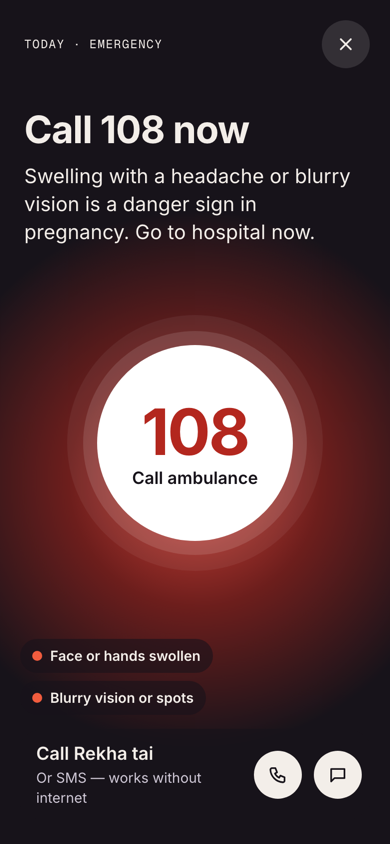 TODAY · EMERGENCY
Call 108 now
Swelling with a headache or blurry
vision is a danger sign in
pregnancy. Go to hospital now.
108
Call ambulance
Face or hands swollen
Blurry vision or spots
Call Rekha tai
Or SMS — works without
internet